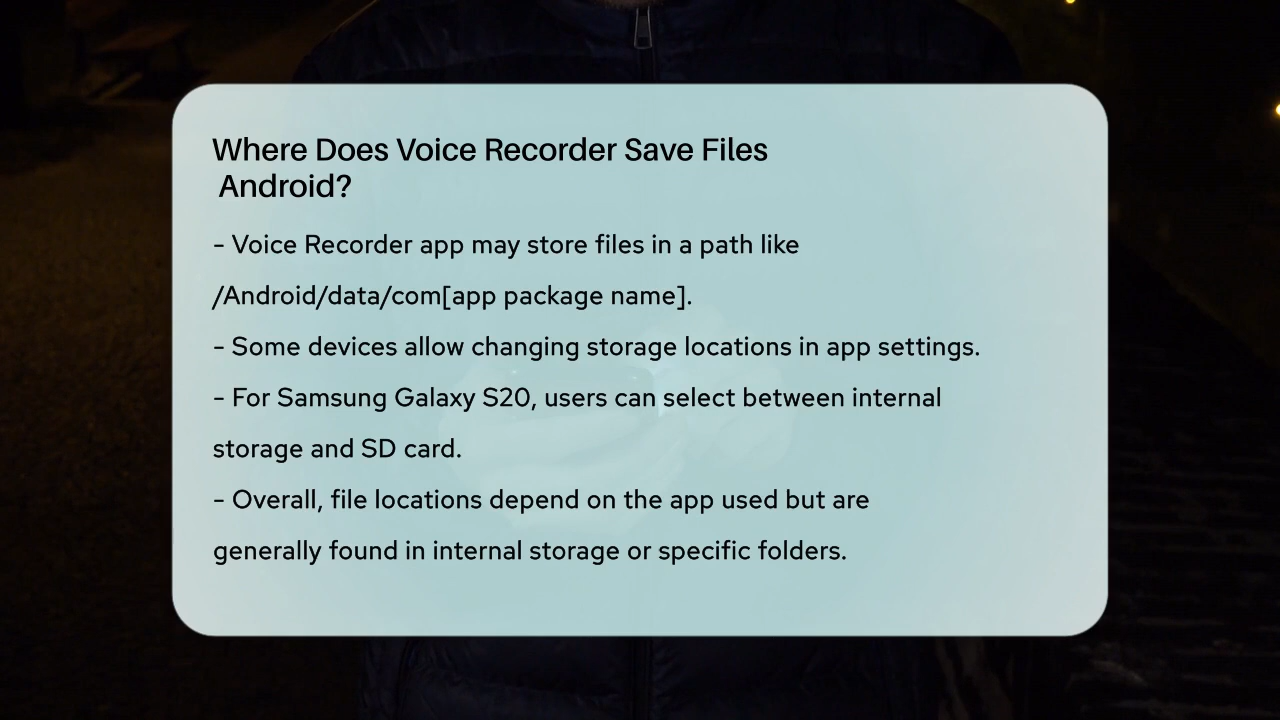 Where Does Voice Recorder Save Files
Android?
– Voice Recorder app may store files in a path like
/Android/data/com[app package name].
– Some devices allow changing storage locations in app settings.
– For Samsung Galaxy S20, users can select between internal
storage and SD card.
– Overall, file locations depend on the app used but are
generally found in internal storage or specific folders.